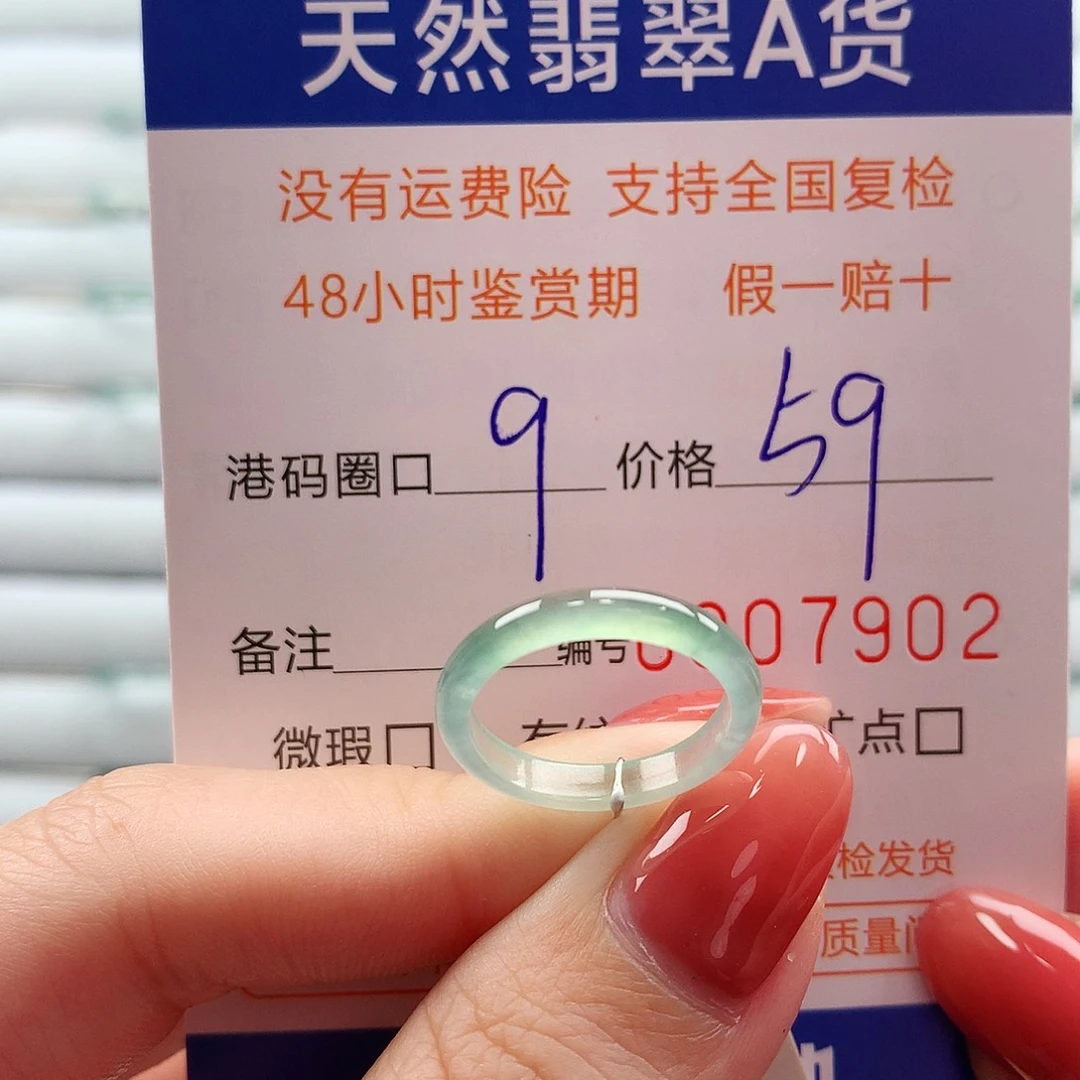 天然翡翠A货
没有运费险 支持全国复检
48小时鉴赏期 假一赔十
港码圈口 9 价格 59
备注 编号 07902
微瑕 点
检发货
质量